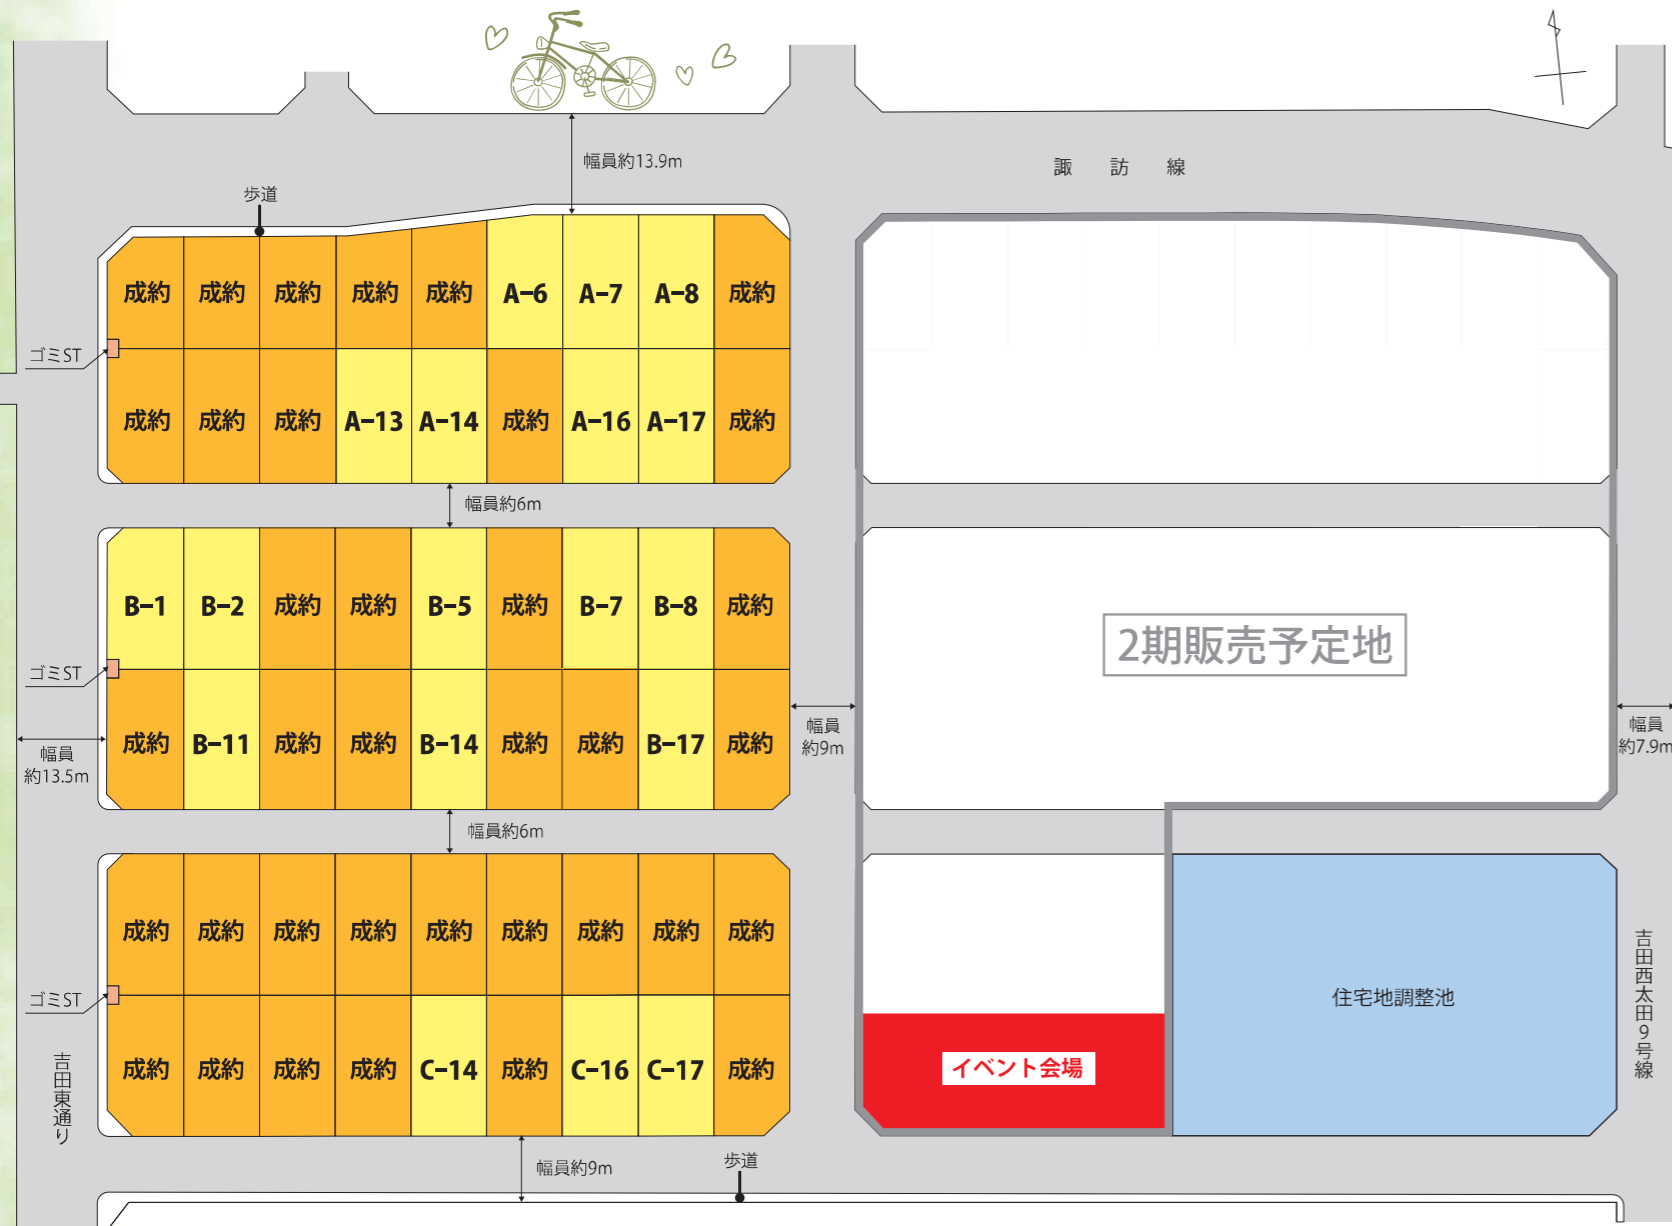 幅員約13.9m
諏訪線
歩道
成約 成約 成約 成約 成約 A-6 A-7 A-8 成約
ゴミST
成約 成約 成約 A-13 A-14 成約 A-16 A-17 成約
幅員約6m
B-1 B-2 成約 成約 B-5 成約 B-7 B-8 成約
2期販売予定地
ゴミST
成約 B-11 成約 成約 B-14 成約 成約 B-17 成約
幅員
約13.5m
幅員
約9m
幅員
約7.9m
幅員約6m
成約 成約 成約 成約 成約 成約 成約 成約 成約
ゴミST
住宅地調整池
吉田西太田9号線
成約 成約 成約 成約 C-14 成約 C-16 C-17 成約
イベント会場
吉田東通り
幅員約9m
歩道